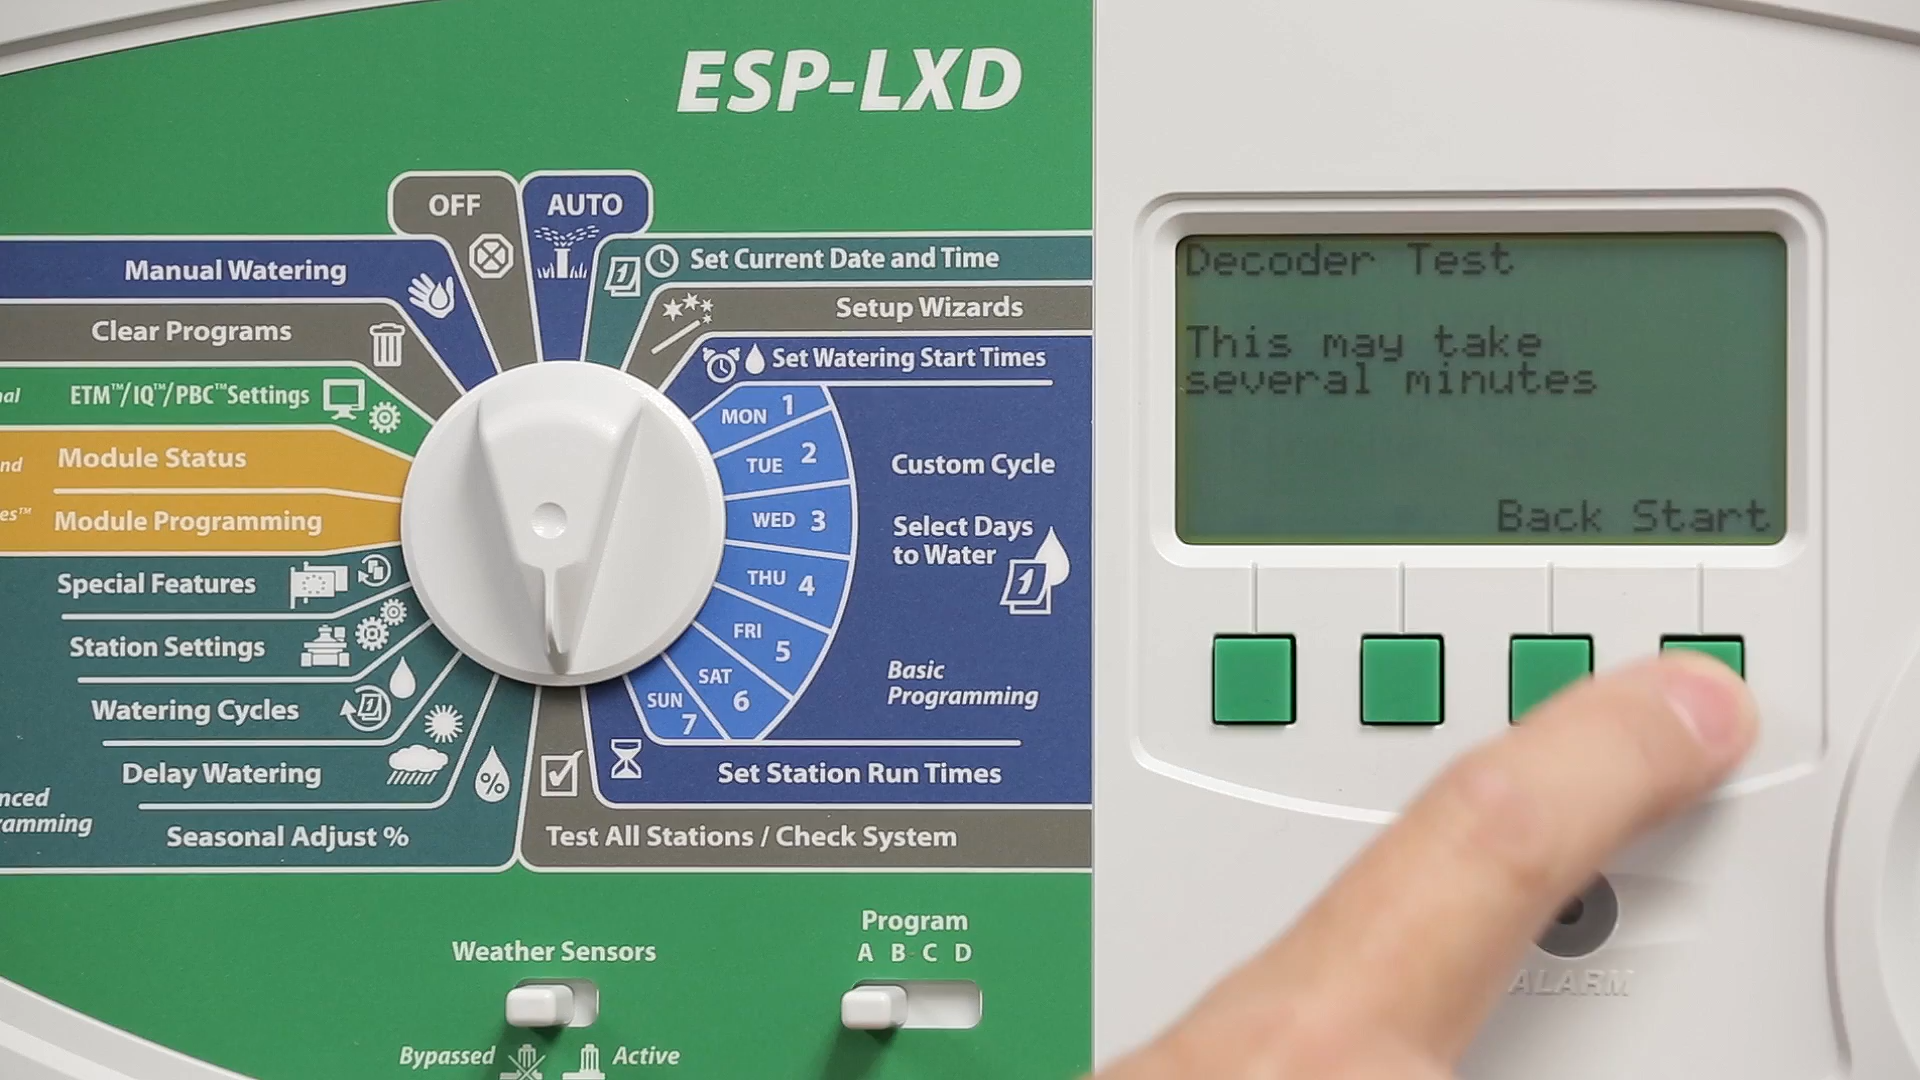 ESP-LXD
OFF
AUTO
Manual Watering
Clear Programs
ETM™/IQ™/PBC™Settings
Module Status
Module Programming
Special Features
Station Settings
Watering Cycles
Delay Watering
Seasonal Adjust %
1
Set Current Date and Time
Setup Wizards
Set Watering Start Times
MON 1
TUE 2
WED 3
THU 4
FRI 5
SAT 6
SUN 7
Custom Cycle
Select Days
to Water
1
Basic
Programming
Set Station Run Times
%
Test All Stations / Check System
Weather Sensors
Bypassed
Active
Program
A B C D
Decoder Test
This may take
several minutes
Back Start
ALARM